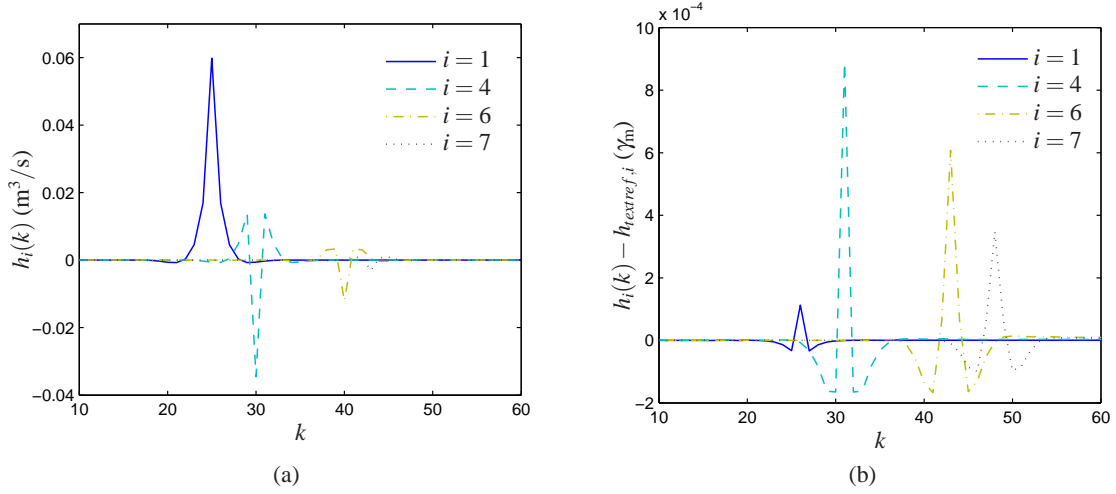 0.06
0.04
0.02
0
−0.02
−0.04
10 20 30 40 50 60
k
h_i(k) (m³/s)
i = 1
i = 4
i = 6
i = 7
(a)
x 10⁻⁴
10
8
6
4
2
0
−2
10 20 30 40 50 60
k
h_i(k) − h_{textref,i} (γ_m)
i = 1
i = 4
i = 6
i = 7
(b)